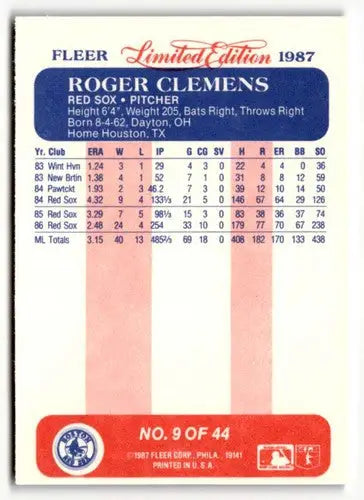 FLEER Limited Edition 1987
ROGER CLEMENS
RED SOX • PITCHER
Height 6'4", Weight 205, Bats Right, Throws Right
Born 8-4-62, Dayton, OH
Home Houston, TX
Yr. Club ERA W L IP G CG SV H R ER BB SO
83 Wint Hvn 1.24 3 1 29 4 3 0 22 4 4 0 36
83 New Brtin 1.38 4 1 52 7 1 0 31 8 8 12 59
84 Pawtckt 1.93 2 3 46.2 7 3 1 39 12 10 14 50
84 Red Sox 4.32 9 4 133⅓ 21 5 0 146 67 64 29 126
85 Red Sox 3.29 7 5 98⅓ 15 3 0 83 38 36 37 74
86 Red Sox 2.48 24 4 254 33 10 0 179 77 70 67 238
ML Totals 3.15 40 13 485⅔ 69 18 0 408 182 170 133 438
BOSTON
RED SOX
NO. 9 OF 44
©1987 FLEER CORP., PHILA. 19141
PRINTED IN U.S.A.